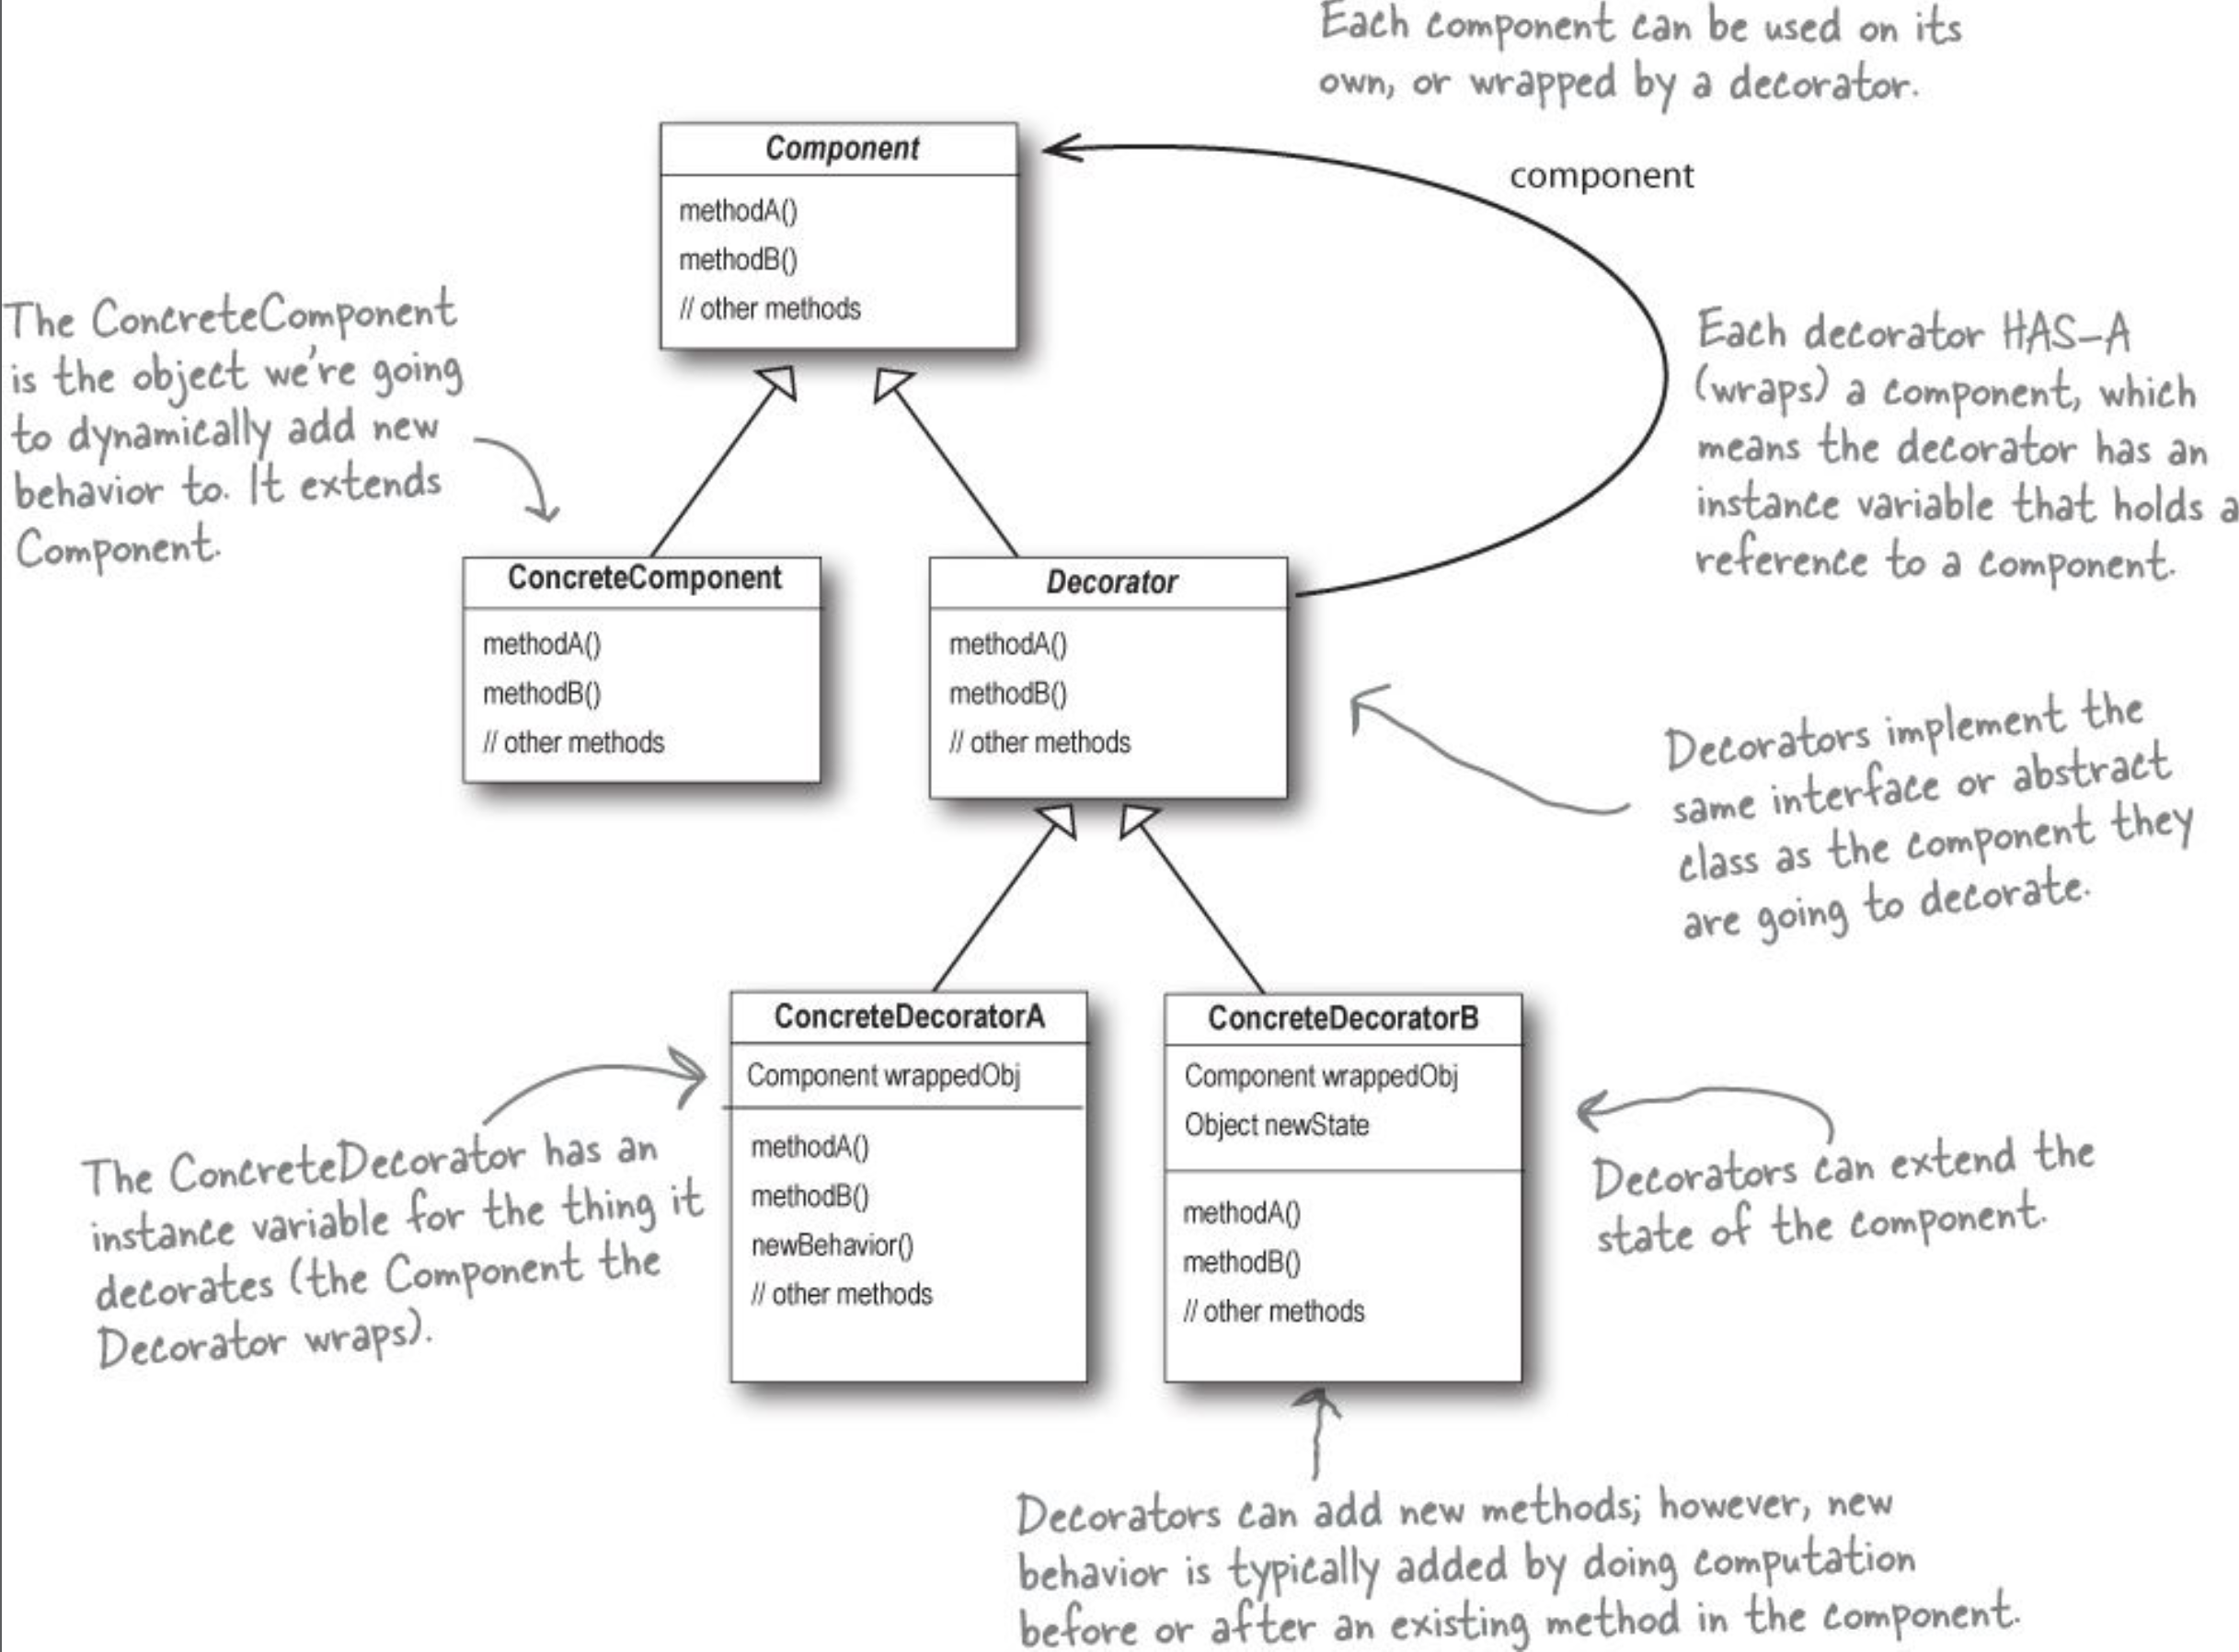 Each component can be used on its
own, or wrapped by a decorator.
Component
methodA()
methodB()
// other methods
component
The ConcreteComponent
is the object we're going
to dynamically add new
behavior to. It extends
Component.
Each decorator HAS-A
(wraps) a component, which
means the decorator has an
instance variable that holds a
reference to a component.
ConcreteComponent
methodA()
methodB()
// other methods
Decorator
methodA()
methodB()
// other methods
Decorators implement the
same interface or abstract
class as the component they
are going to decorate.
ConcreteDecoratorA
Component wrappedObj
methodA()
methodB()
newBehavior()
// other methods
ConcreteDecoratorB
Component wrappedObj
Object newState
methodA()
methodB()
// other methods
The ConcreteDecorator has an
instance variable for the thing it
decorates (the Component the
Decorator wraps).
Decorators can extend the
state of the component.
Decorators can add new methods; however, new
behavior is typically added by doing computation
before or after an existing method in the component.